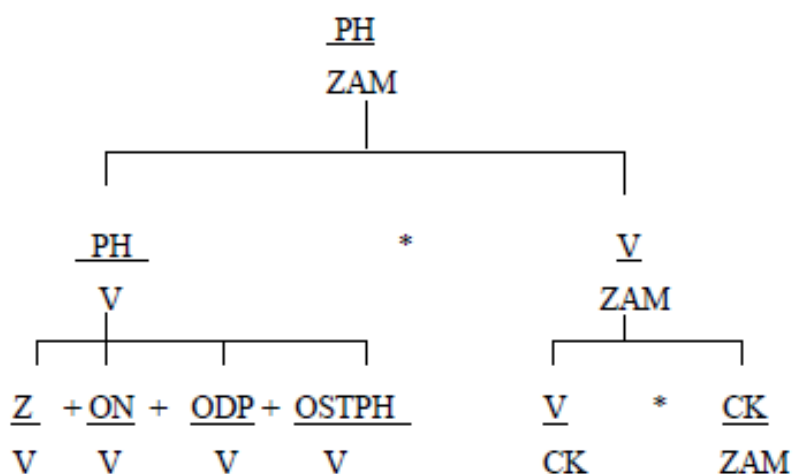 PH
ZAM
PH * V
V ZAM
Z + ON + ODP + OSTPH V * CK
V V V V CK ZAM